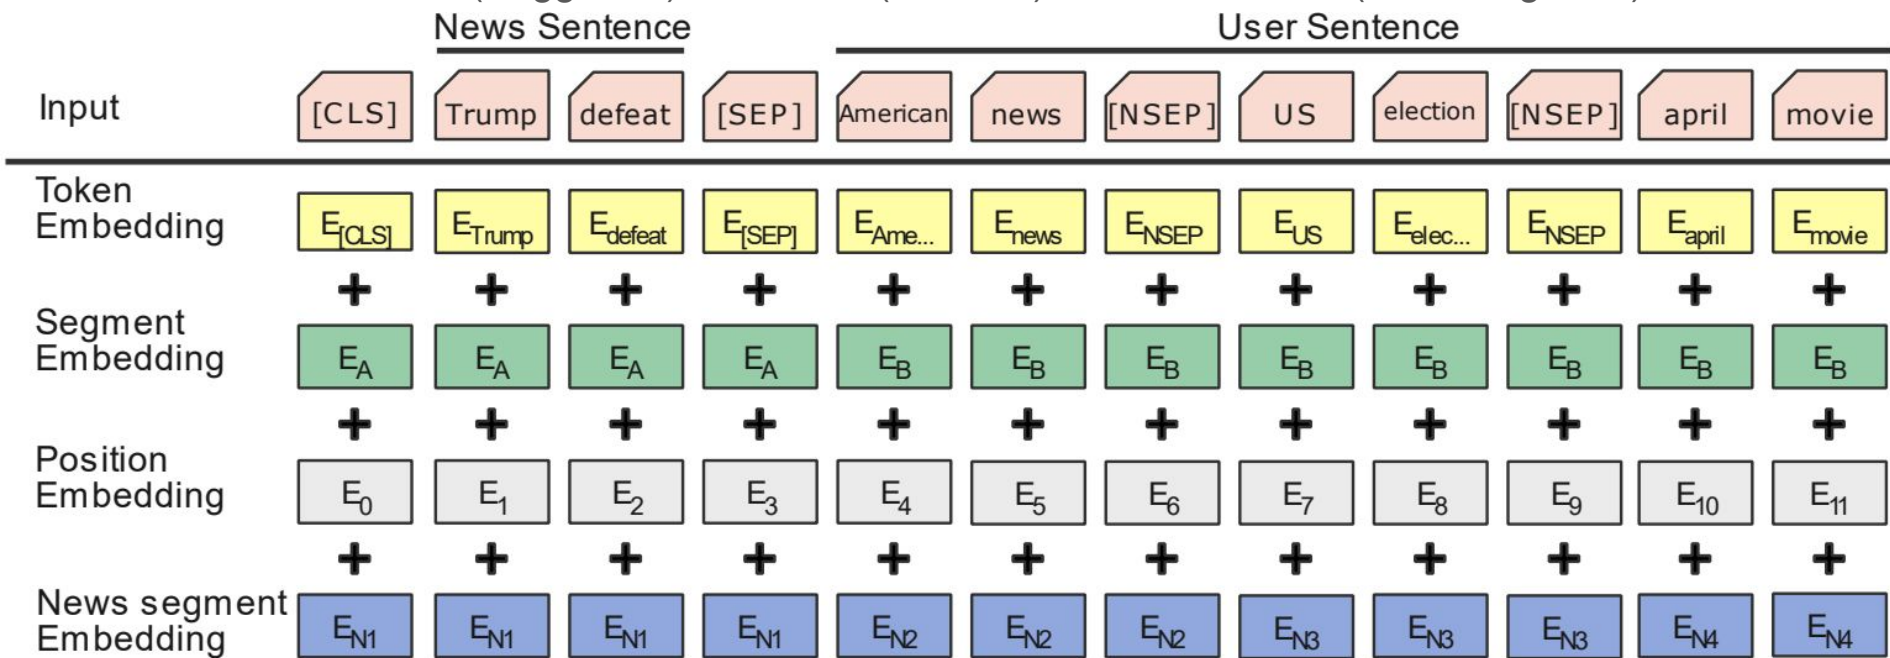 News Sentence User Sentence
Input [CLS] Trump defeat [SEP] American news [NSEP] US election [NSEP] april movie
Token
Embedding E[CLS] ETrump Edefeat E[SEP] EAme... Enews ENSEP EUS Eelec... ENSEP Eapril Emovie
+ + + + + + + + + + + +
Segment
Embedding EA EA EA EA EB EB EB EB EB EB EB EB
+ + + + + + + + + + + +
Position
Embedding E0 E1 E2 E3 E4 E5 E6 E7 E8 E9 E10 E11
+ + + + + + + + + + + +
News segment
Embedding EN1 EN1 EN1 EN1 EN2 EN2 EN2 EN3 EN3 EN3 EN4 EN4